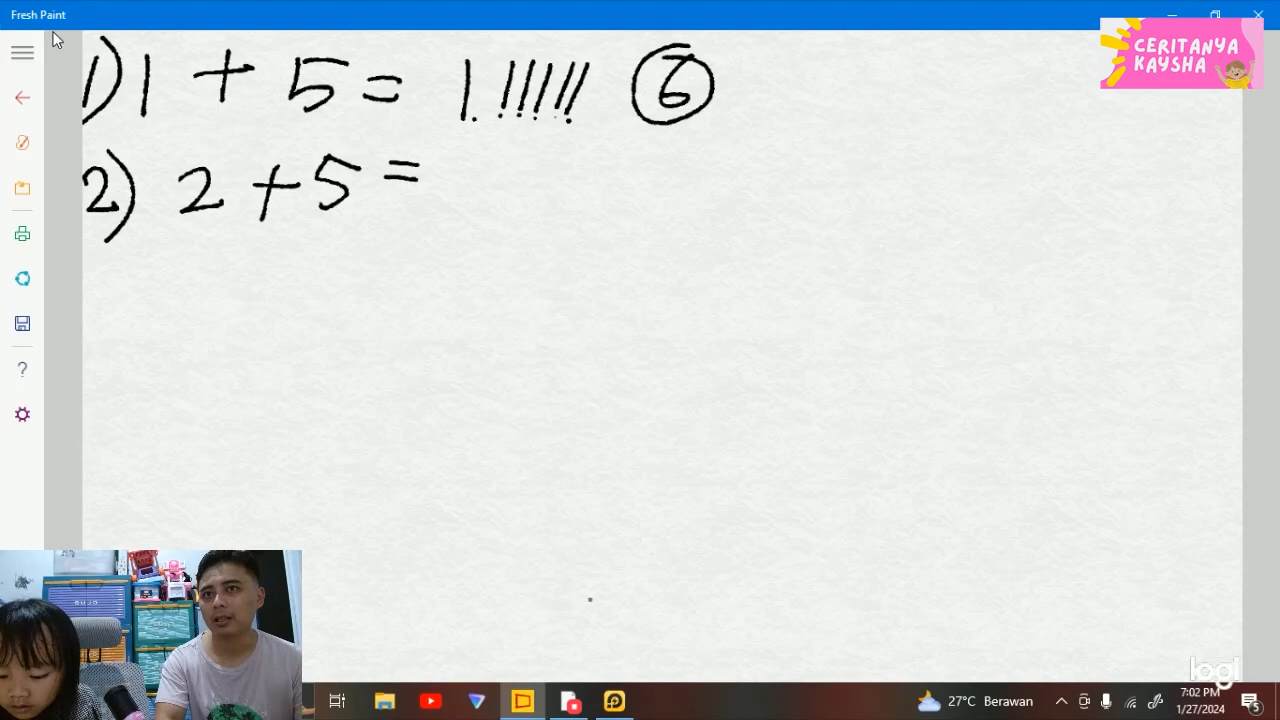 Fresh Paint
CERITANYA
KAYSHA
1) 1 + 5 = | ||||| 6
2) 2 + 5 =
?
logi
27°C Berawan
7:02 PM
1/27/2024
5